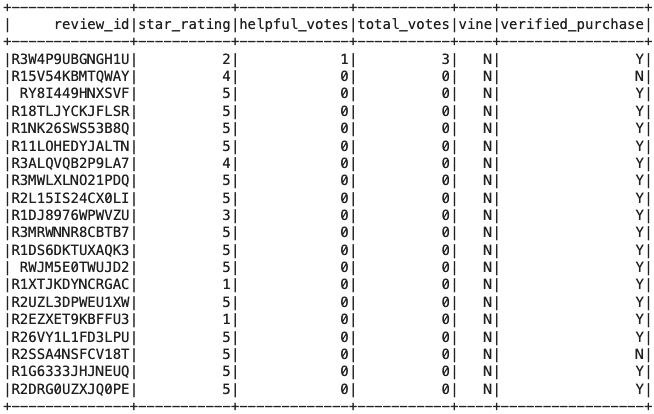 +--------------+-----------+-------------+-----------+----+-----------------+
|     review_id|star_rating|helpful_votes|total_votes|vine|verified_purchase|
+--------------+-----------+-------------+-----------+----+-----------------+
|R3W4P9UBGNGH1U|          2|            1|          3|   N|                Y|
|R15V54KBMTQWAY|          4|            0|          0|   N|                N|
| RY8I449HNXSVF|          5|            0|          0|   N|                Y|
|R18TLJYCKJFLSR|          5|            0|          0|   N|                Y|
|R1NK26SWS53B8Q|          5|            0|          0|   N|                Y|
|R11LOHEDYJALTN|          5|            0|          0|   N|                Y|
|R3ALQVQB2P9LA7|          4|            0|          0|   N|                Y|
|R3MWLXLNO21PDQ|          5|            0|          0|   N|                Y|
|R2L15IS24CX0LI|          5|            0|          0|   N|                Y|
|R1DJ8976WPWVZU|          3|            0|          0|   N|                Y|
|R3MRWNNR8CBTB7|          5|            0|          0|   N|                Y|
|R1DS6DKTUXAQK3|          5|            0|          0|   N|                Y|
| RWJM5E0TWUJD2|          5|            0|          0|   N|                Y|
|R1XTJKDYNCRGAC|          1|            0|          0|   N|                Y|
|R2UZL3DPWEU1XW|          5|            0|          0|   N|                Y|
|R2EZXET9KBFFU3|          1|            0|          0|   N|                Y|
|R26VY1L1FD3LPU|          5|            0|          0|   N|                Y|
|R2SSA4NSFCV18T|          5|            0|          0|   N|                N|
|R1G6333JHJNEUQ|          5|            0|          0|   N|                Y|
|R2DRG0UZXJQ0PE|          5|            0|          0|   N|                Y|
+--------------+-----------+-------------+-----------+----+-----------------+